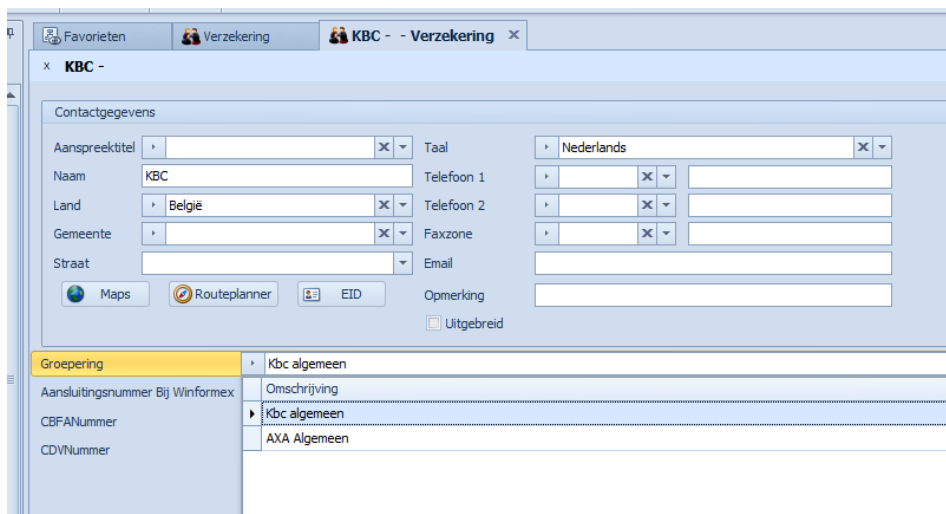 Favorieten
Verzekering
KBC - - Verzekering x
x KBC -
Contactgegevens
Aanspreektitel
Taal Nederlands
Naam KBC
Telefoon 1
Land België
Telefoon 2
Gemeente
Faxzone
Straat
Email
Maps Routeplanner EID
Opmerking
Uitgebreid
Groepering Kbc algemeen
Aansluitingsnummer Bij Winformex
Omschrijving
CBFANummer
Kbc algemeen
CDVNummer
AXA Algemeen